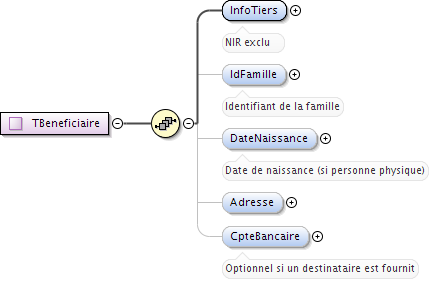 InfoTiers
NIR exclu
IdFamille
Identifiant de la famille
TBeneficiaire
DateNaissance
Date de naissance (si personne physique)
Adresse
CpteBancaire
Optionnel si un destinataire est fournit